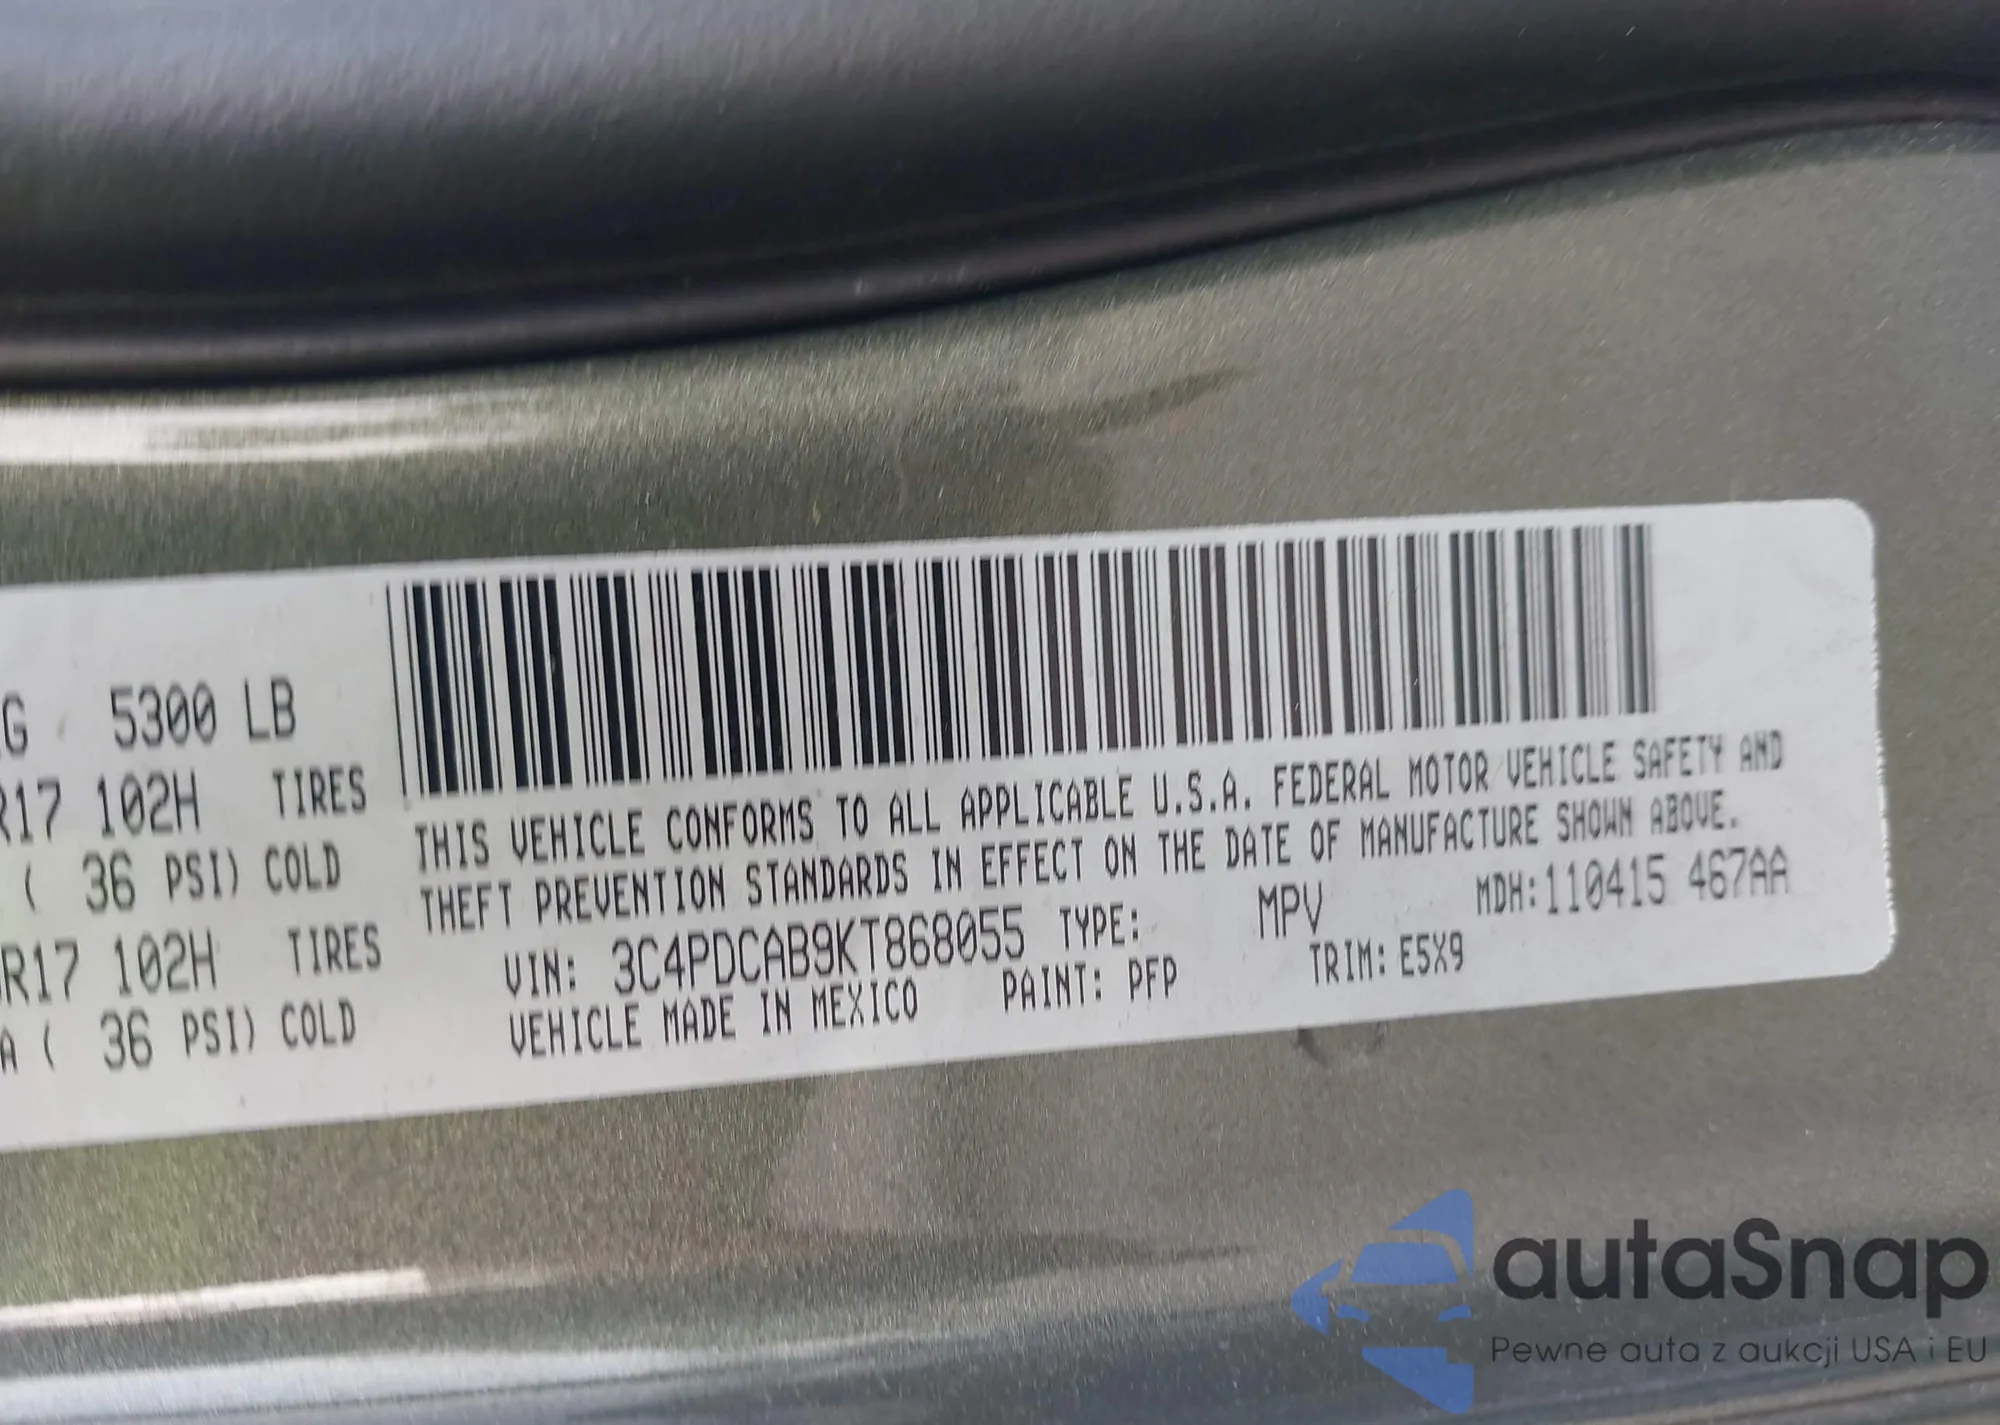 G 5300 LB
R17 102H TIRES
( 36 PSI) COLD
R17 102H TIRES
A ( 36 PSI) COLD
THIS VEHICLE CONFORMS TO ALL APPLICABLE U.S.A. FEDERAL MOTOR VEHICLE SAFETY AND
THEFT PREVENTION STANDARDS IN EFFECT ON THE DATE OF MANUFACTURE SHOWN ABOVE.
VIN: 3C4PDCAB9KT868055 TYPE: MPV MDH:110415 467AA
VEHICLE MADE IN MEXICO PAINT: PFP TRIM: E5X9
autaSnap
Pewne auta z aukcji USA i EU